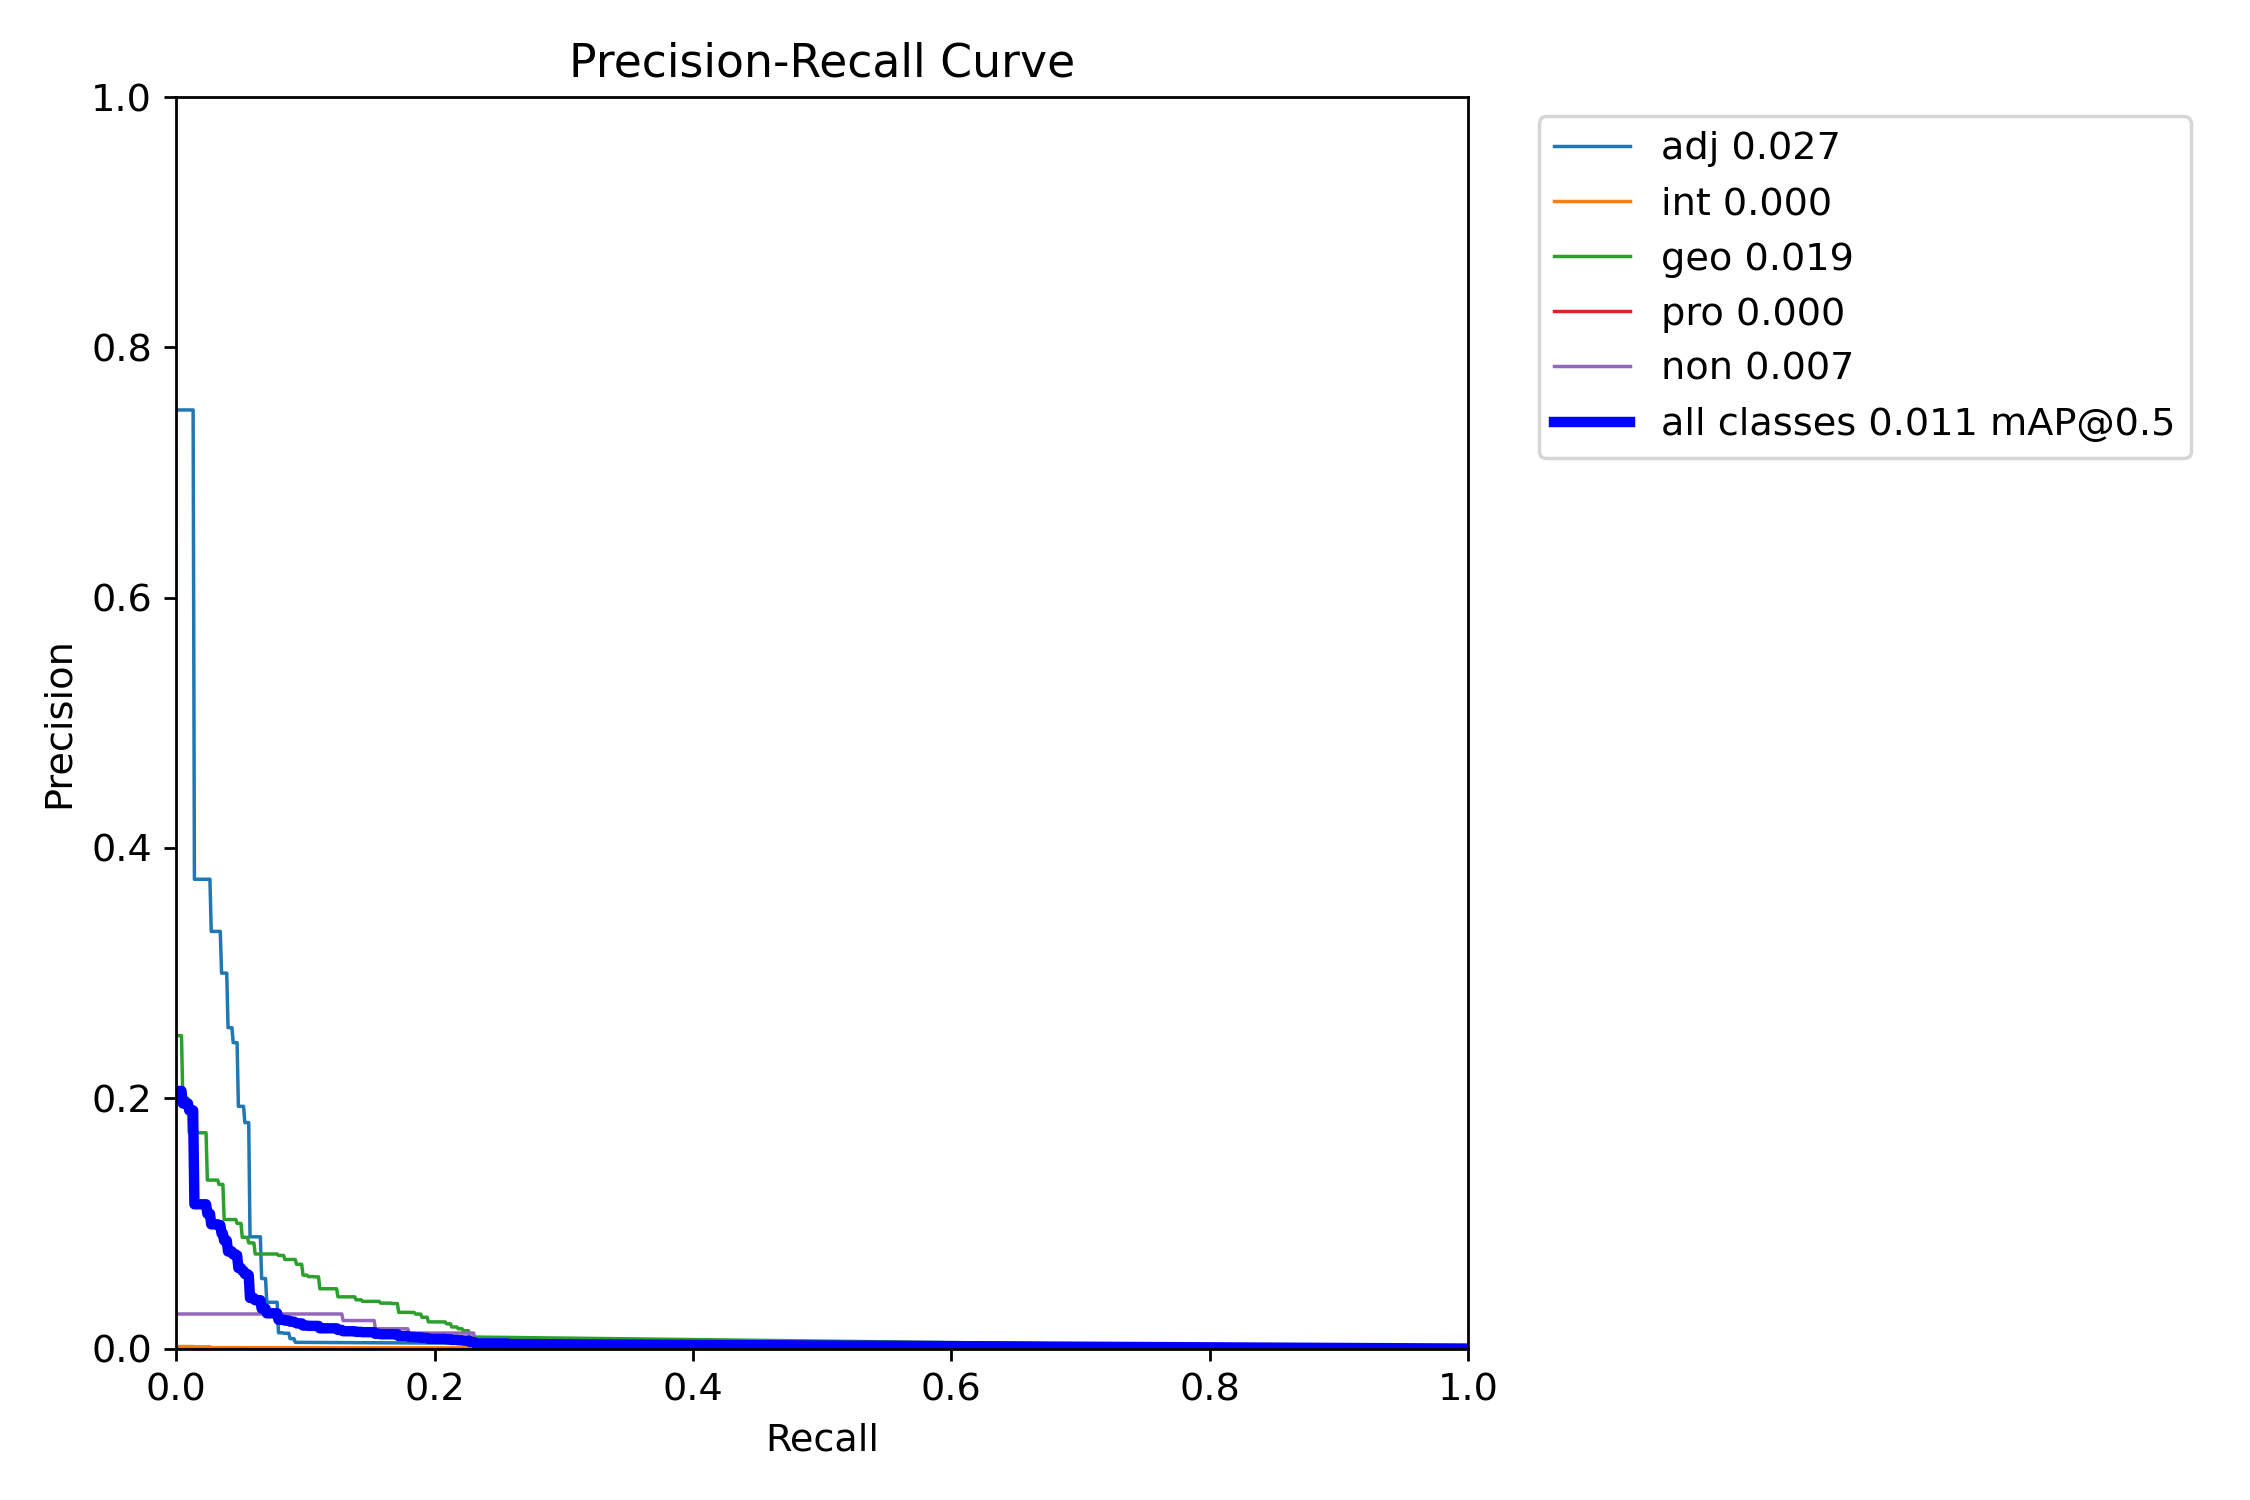 Precision-Recall Curve
1.0
0.8
0.6
0.4
0.2
0.0
Precision
0.0 0.2 0.4 0.6 0.8 1.0
Recall
adj 0.027
int 0.000
geo 0.019
pro 0.000
non 0.007
all classes 0.011 mAP@0.5